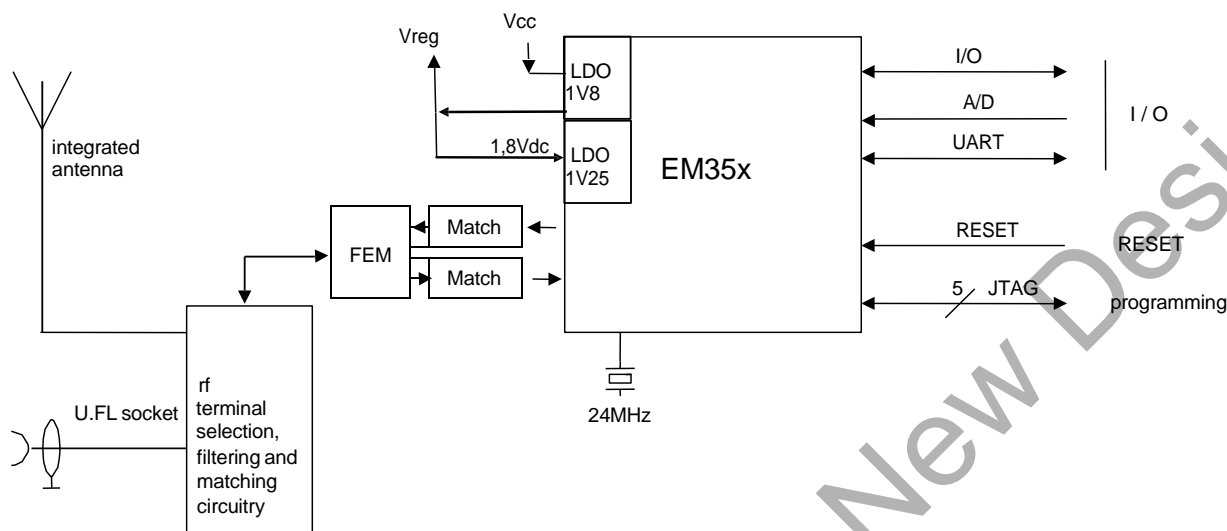 Vcc
Vreg
LDO
1V8
1,8Vdc
LDO
1V25
EM35x
I/O
A/D
UART
I / O
RESET
RESET
5
JTAG
programming
integrated
antenna
FEM
Match
Match
24MHz
U.FL socket
rf
terminal
selection,
filtering and
matching
circuitry
New Desi